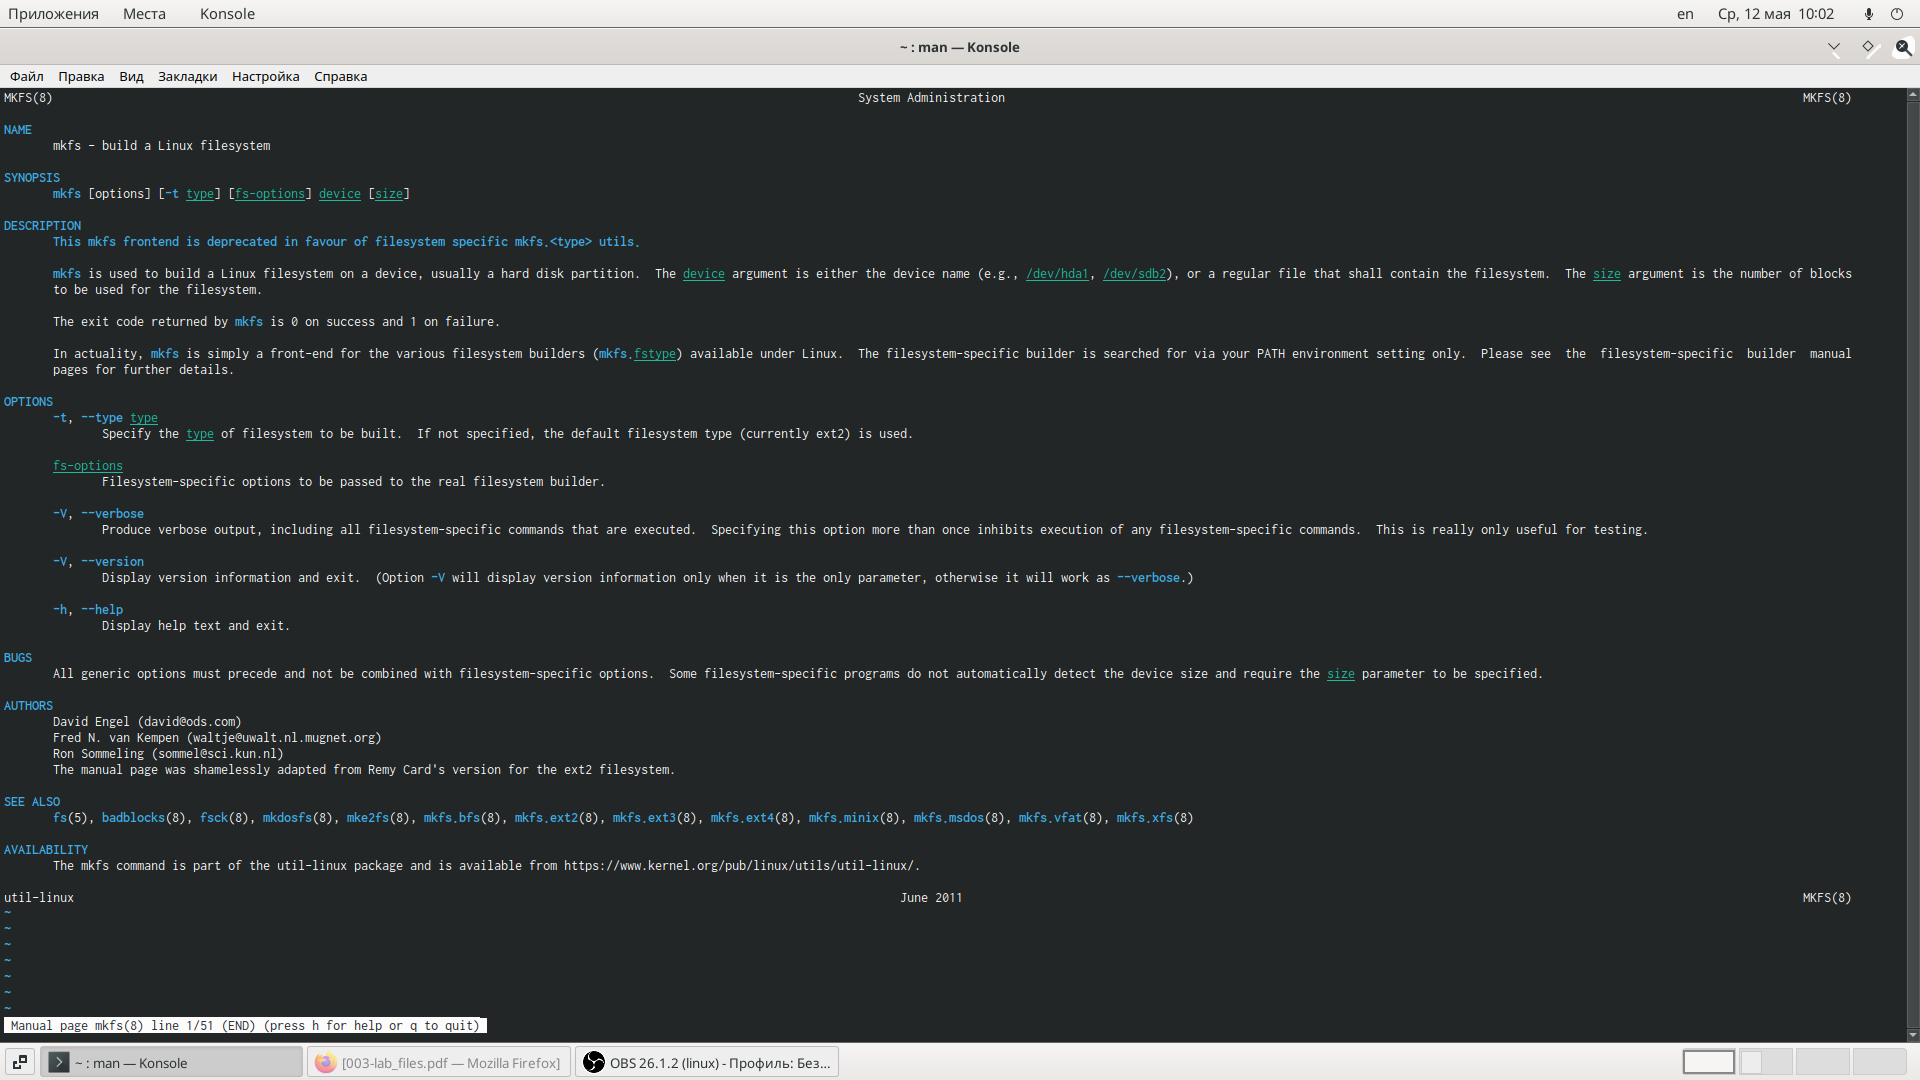 Приложения Места Konsole en Ср, 12 мая 10:02
~ : man — Konsole
Файл Правка Вид Закладки Настройка Справка
MKFS(8) System Administration MKFS(8)
NAME
mkfs - build a Linux filesystem
SYNOPSIS
mkfs [options] [-t type] [fs-options] device [size]
DESCRIPTION
This mkfs frontend is deprecated in favour of filesystem specific mkfs.<type> utils.
mkfs is used to build a Linux filesystem on a device, usually a hard disk partition. The device argument is either the device name (e.g., /dev/hda1, /dev/sdb2), or a regular file that shall contain the filesystem. The size argument is the number of blocks
to be used for the filesystem.
The exit code returned by mkfs is 0 on success and 1 on failure.
In actuality, mkfs is simply a front-end for the various filesystem builders (mkfs.fstype) available under Linux. The filesystem-specific builder is searched for via your PATH environment setting only. Please see the filesystem-specific builder manual
pages for further details.
OPTIONS
-t, --type type
Specify the type of filesystem to be built. If not specified, the default filesystem type (currently ext2) is used.
fs-options
Filesystem-specific options to be passed to the real filesystem builder.
-V, --verbose
Produce verbose output, including all filesystem-specific commands that are executed. Specifying this option more than once inhibits execution of any filesystem-specific commands. This is really only useful for testing.
-V, --version
Display version information and exit. (Option -V will display version information only when it is the only parameter, otherwise it will work as --verbose.)
-h, --help
Display help text and exit.
BUGS
All generic options must precede and not be combined with filesystem-specific options. Some filesystem-specific programs do not automatically detect the device size and require the size parameter to be specified.
AUTHORS
David Engel (david@ods.com)
Fred N. van Kempen (waltje@uwalt.nl.mugnet.org)
Ron Sommeling (sommel@sci.kun.nl)
The manual page was shamelessly adapted from Remy Card's version for the ext2 filesystem.
SEE ALSO
fs(5), badblocks(8), fsck(8), mkdosfs(8), mke2fs(8), mkfs.bfs(8), mkfs.ext2(8), mkfs.ext3(8), mkfs.ext4(8), mkfs.minix(8), mkfs.msdos(8), mkfs.vfat(8), mkfs.xfs(8)
AVAILABILITY
The mkfs command is part of the util-linux package and is available from https://www.kernel.org/pub/linux/utils/util-linux/.
util-linux June 2011 MKFS(8)
~
~
~
~
~
~
~
Manual page mkfs(8) line 1/51 (END) (press h for help or q to quit)
~ : man — Konsole [003-lab_files.pdf — Mozilla Firefox] OBS 26.1.2 (linux) - Профиль: Без...